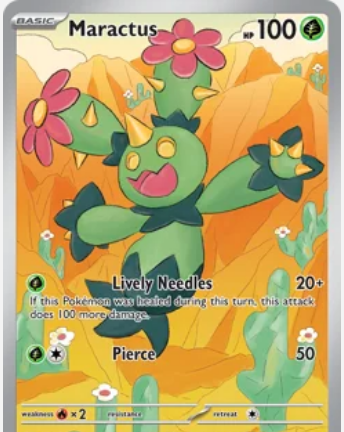 BASIC
Maractus HP 100
Lively Needles 20+
If this Pokémon was healed during this turn, this attack
does 100 more damage.
Pierce 50
weakness ×2 resistance retreat